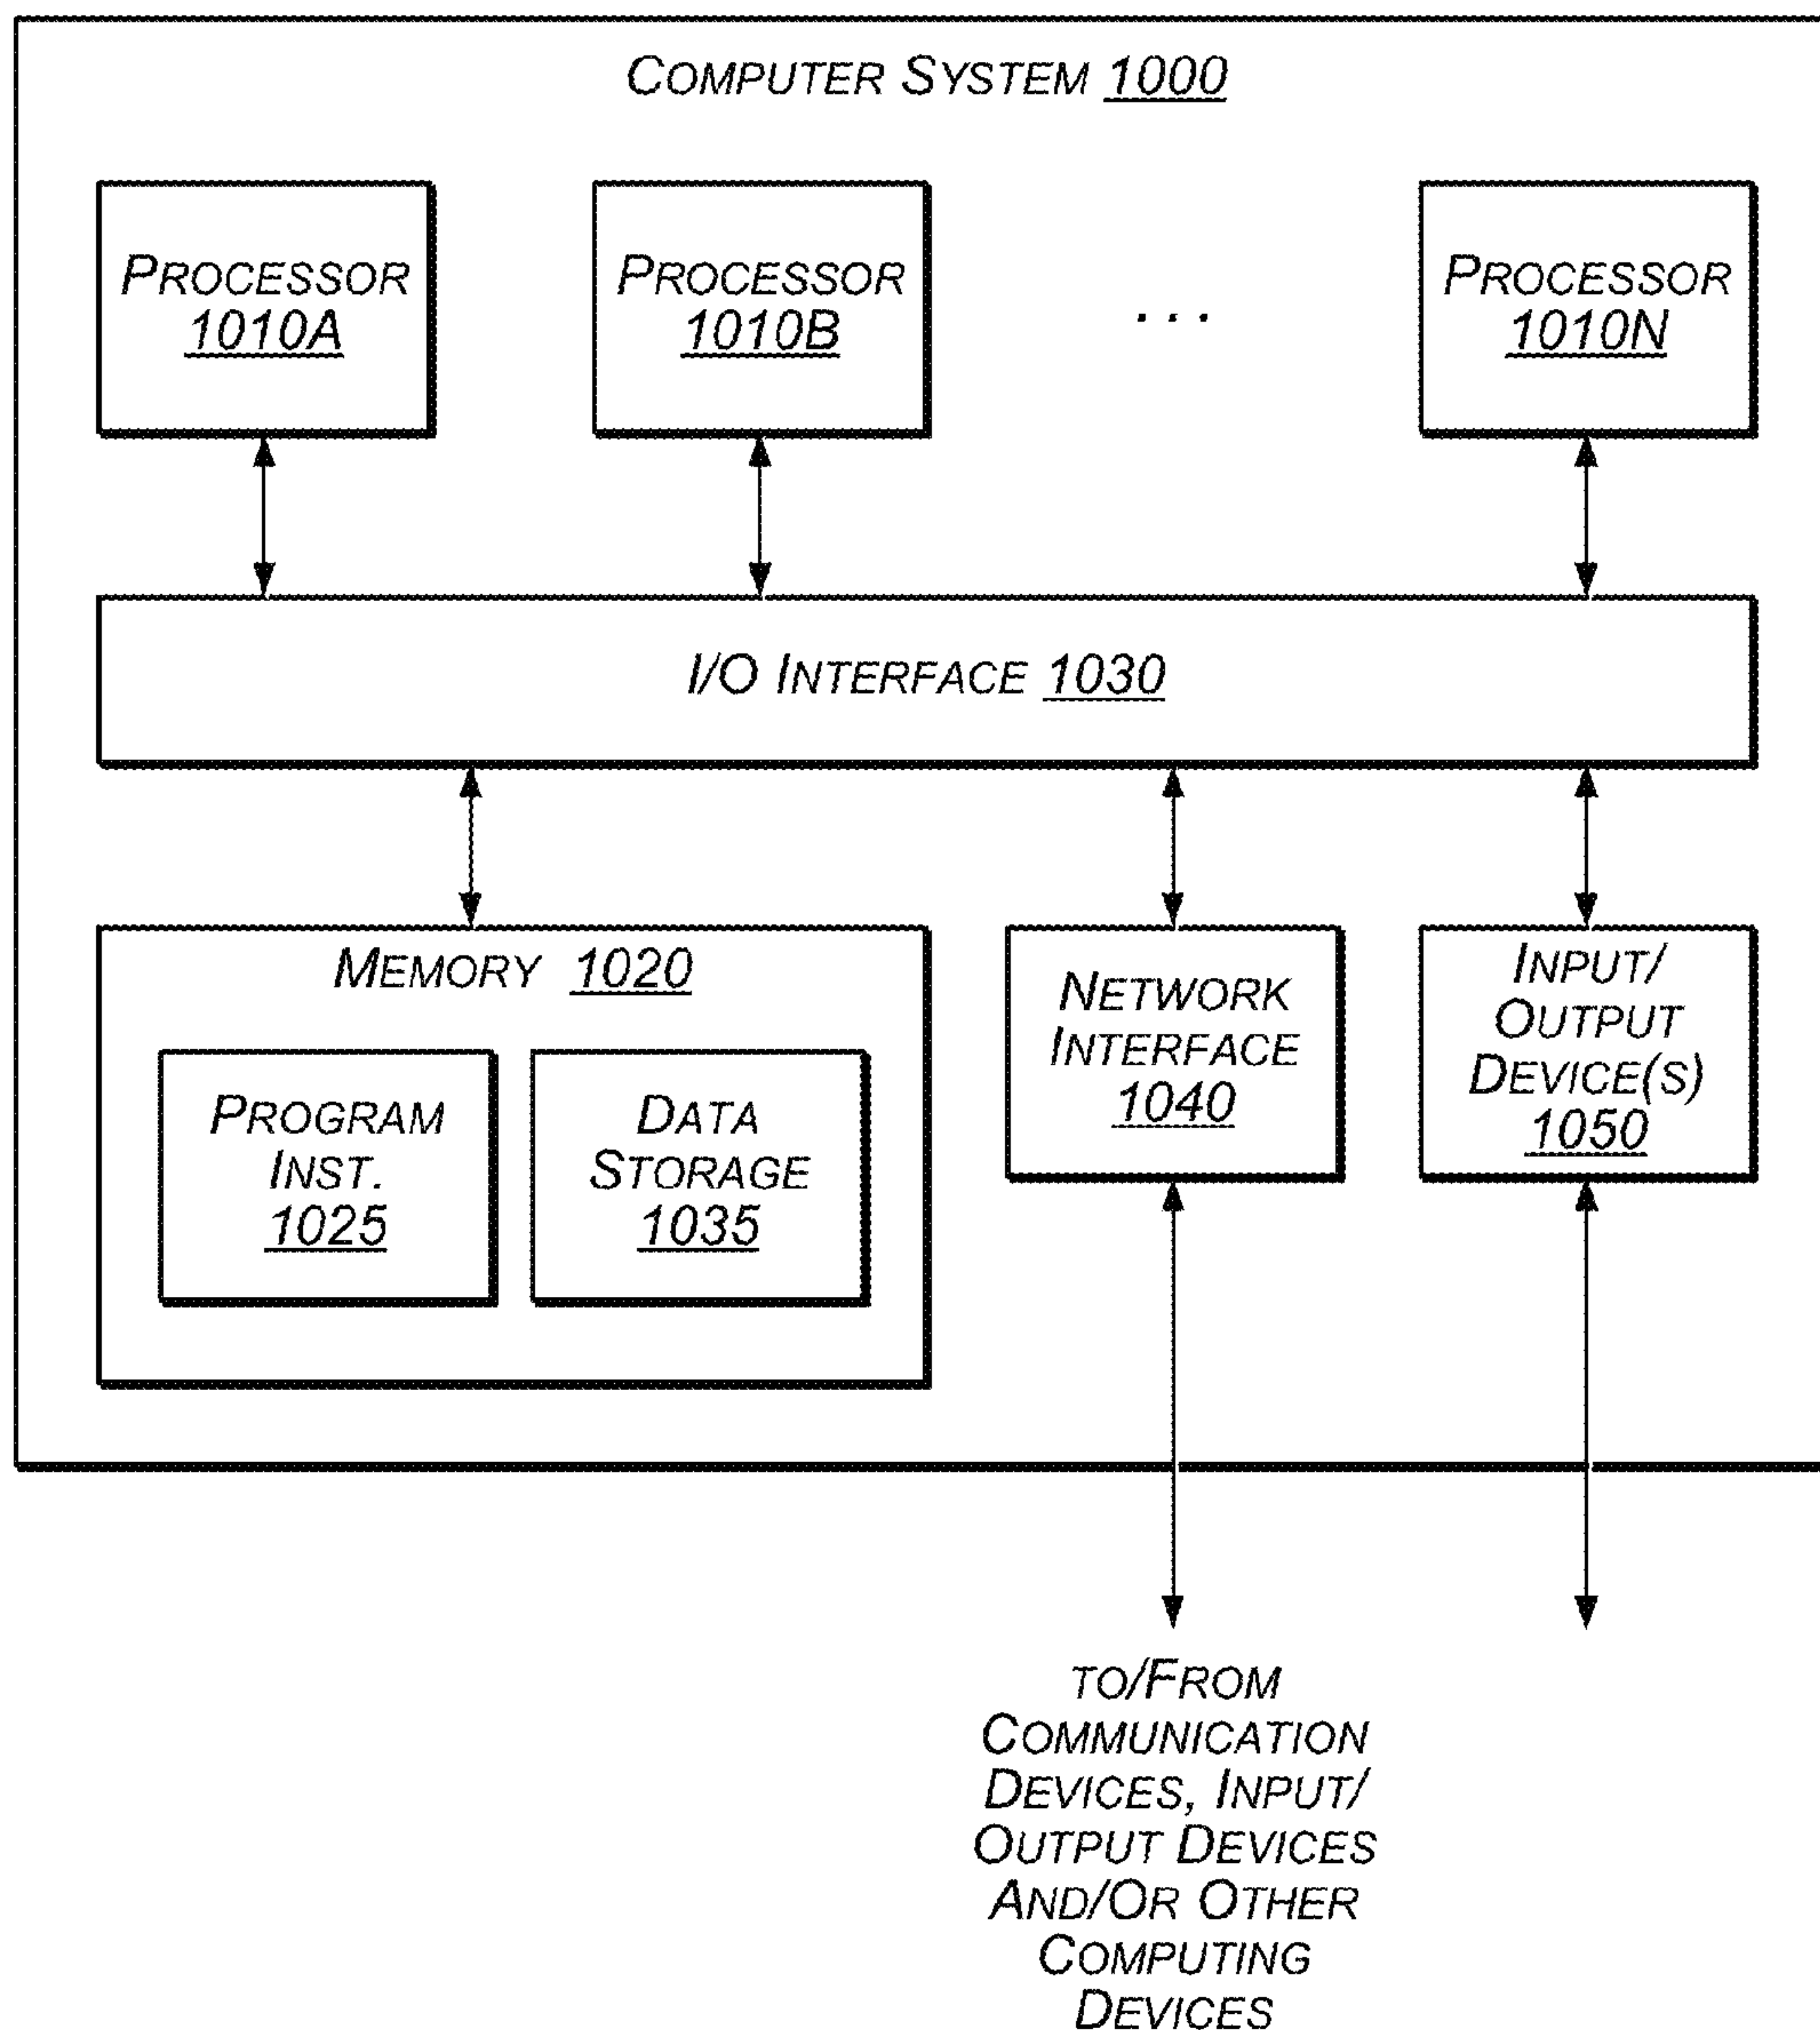 COMPUTER SYSTEM 1000
PROCESSOR
1010A
PROCESSOR
1010B
. . .
PROCESSOR
1010N
I/O INTERFACE 1030
MEMORY 1020
PROGRAM
INST.
1025
DATA
STORAGE
1035
NETWORK
INTERFACE
1040
INPUT/
OUTPUT
DEVICE(S)
1050
TO/FROM
COMMUNICATION
DEVICES, INPUT/
OUTPUT DEVICES
AND/OR OTHER
COMPUTING
DEVICES